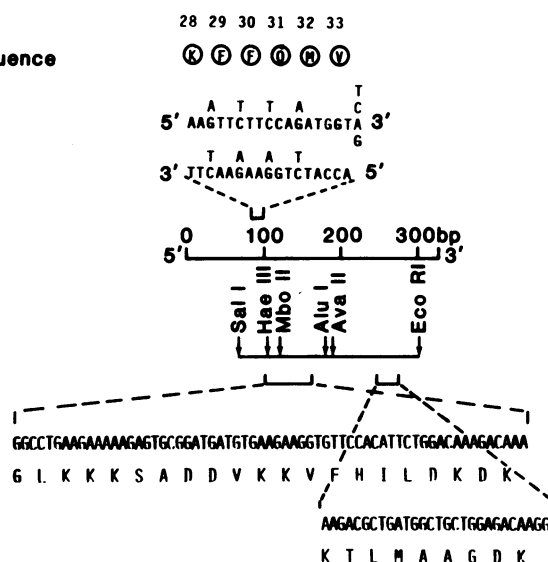 28 29 30 31 32 33
uence K F F Q M V
T
A T T A C
5' AAGTTCTTCCAGATGGTA 3'
G
T A A T
3' TTCAAGAAGGTCTACCA 5'
0 100 200 300bp
5' 3'
Sal I Hae III Mbo II Alu I Ava II Eco RI
GGCCTGAAGAAAAAGAGTGCGGATGATGTGAAGAAGGTGTTCCACATTCTGGACAAAGACAAA
G L K K K S A D D V K K V F H I L D K D K
AAGACGCTGATGGCTGCTGGAGACAAGG
K T L M A A G D K